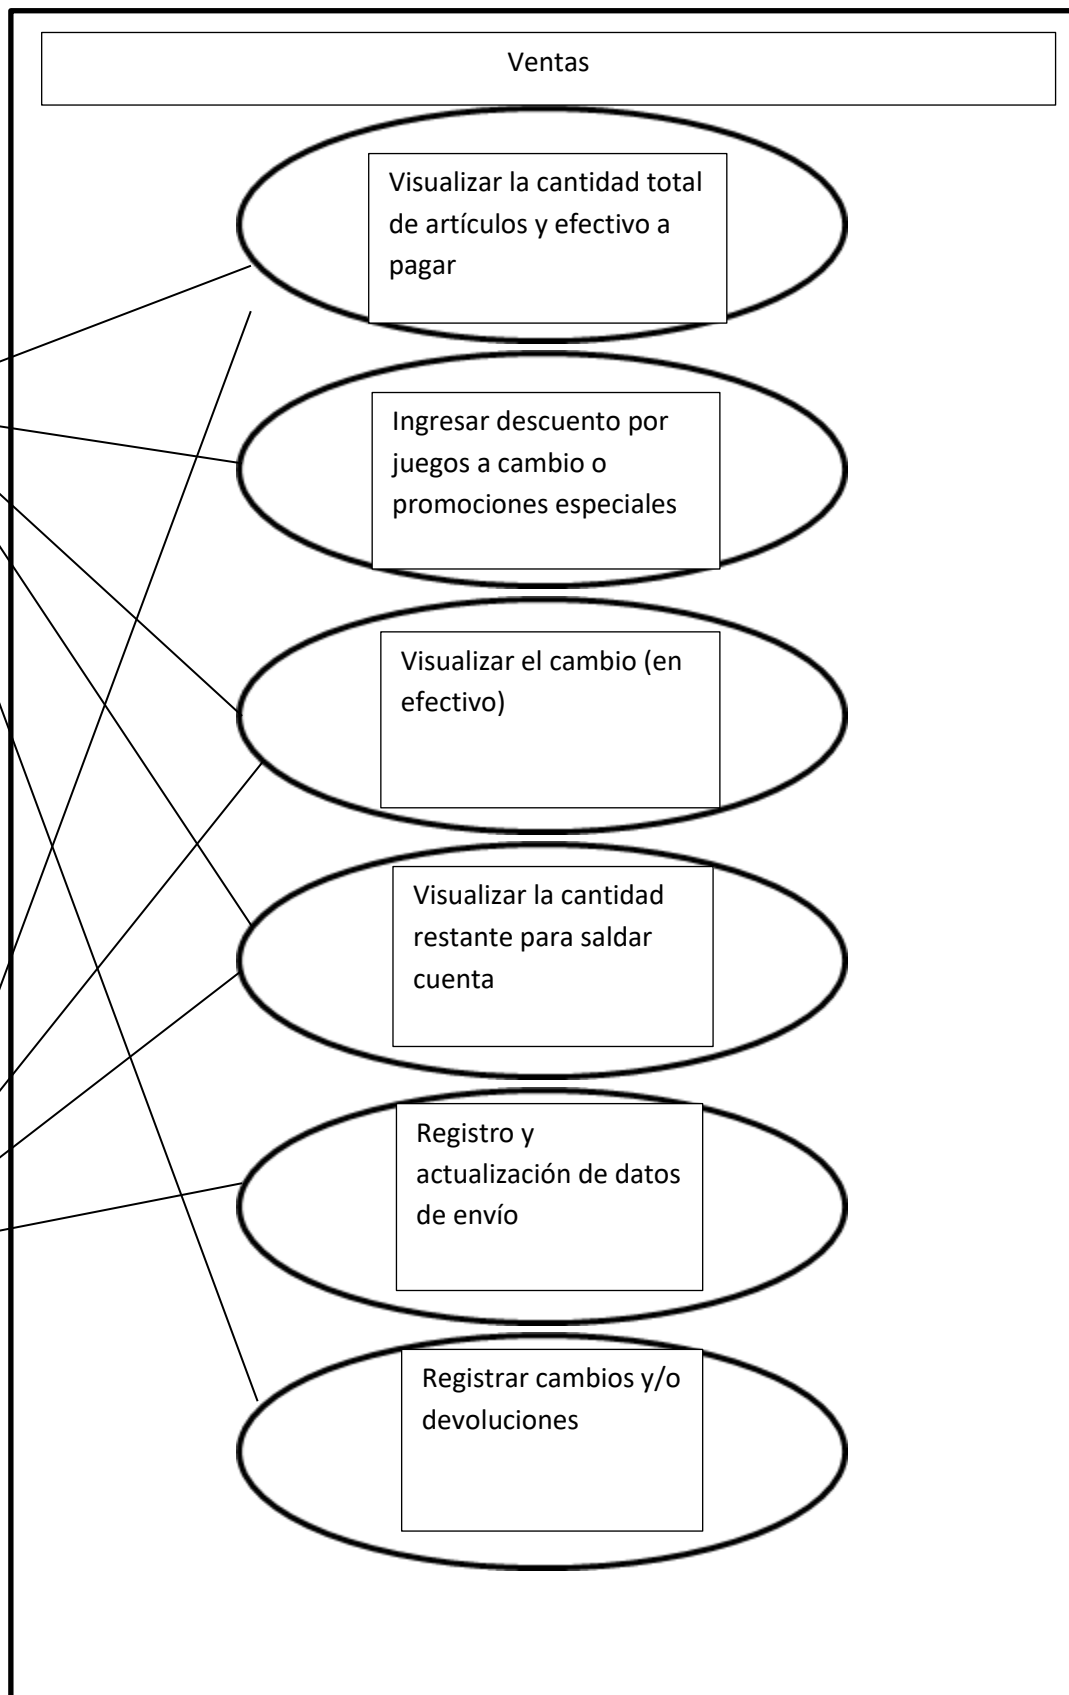 Ventas
Visualizar la cantidad total
de artículos y efectivo a
pagar
Ingresar descuento por
juegos a cambio o
promociones especiales
Visualizar el cambio (en
efectivo)
Visualizar la cantidad
restante para saldar
cuenta
Registro y
actualización de datos
de envío
Registrar cambios y/o
devoluciones